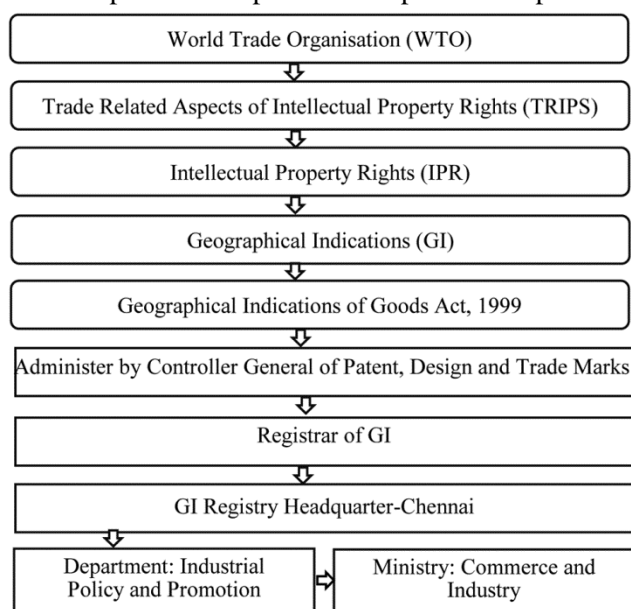 World Trade Organisation (WTO)
Trade Related Aspects of Intellectual Property Rights (TRIPS)
Intellectual Property Rights (IPR)
Geographical Indications (GI)
Geographical Indications of Goods Act, 1999
Administer by Controller General of Patent, Design and Trade Marks
Registrar of GI
GI Registry Headquarter-Chennai
Department: Industrial
Policy and Promotion
Ministry: Commerce and
Industry